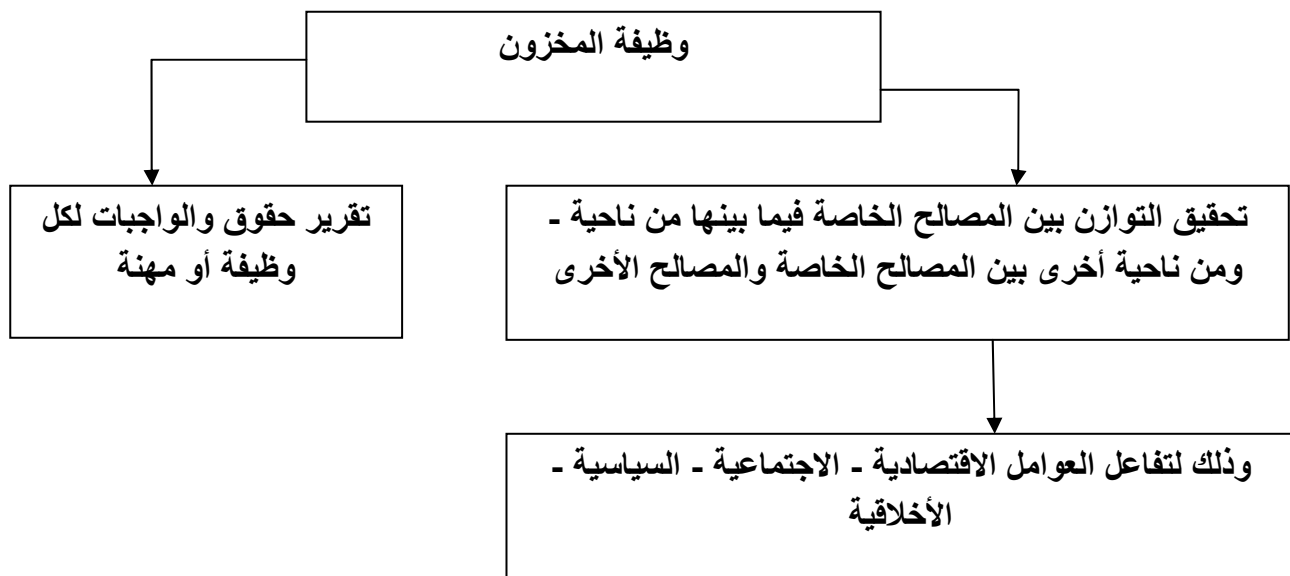 وظيفة المخزون
تحقيق التوازن بين المصالح الخاصة فيما بينها من ناحية -
ومن ناحية أخرى بين المصالح الخاصة والمصالح الأخرى
تقرير حقوق والواجبات لكل
وظيفة أو مهنة
وذلك لتفاعل العوامل الاقتصادية - الاجتماعية - السياسية -
الأخلاقية